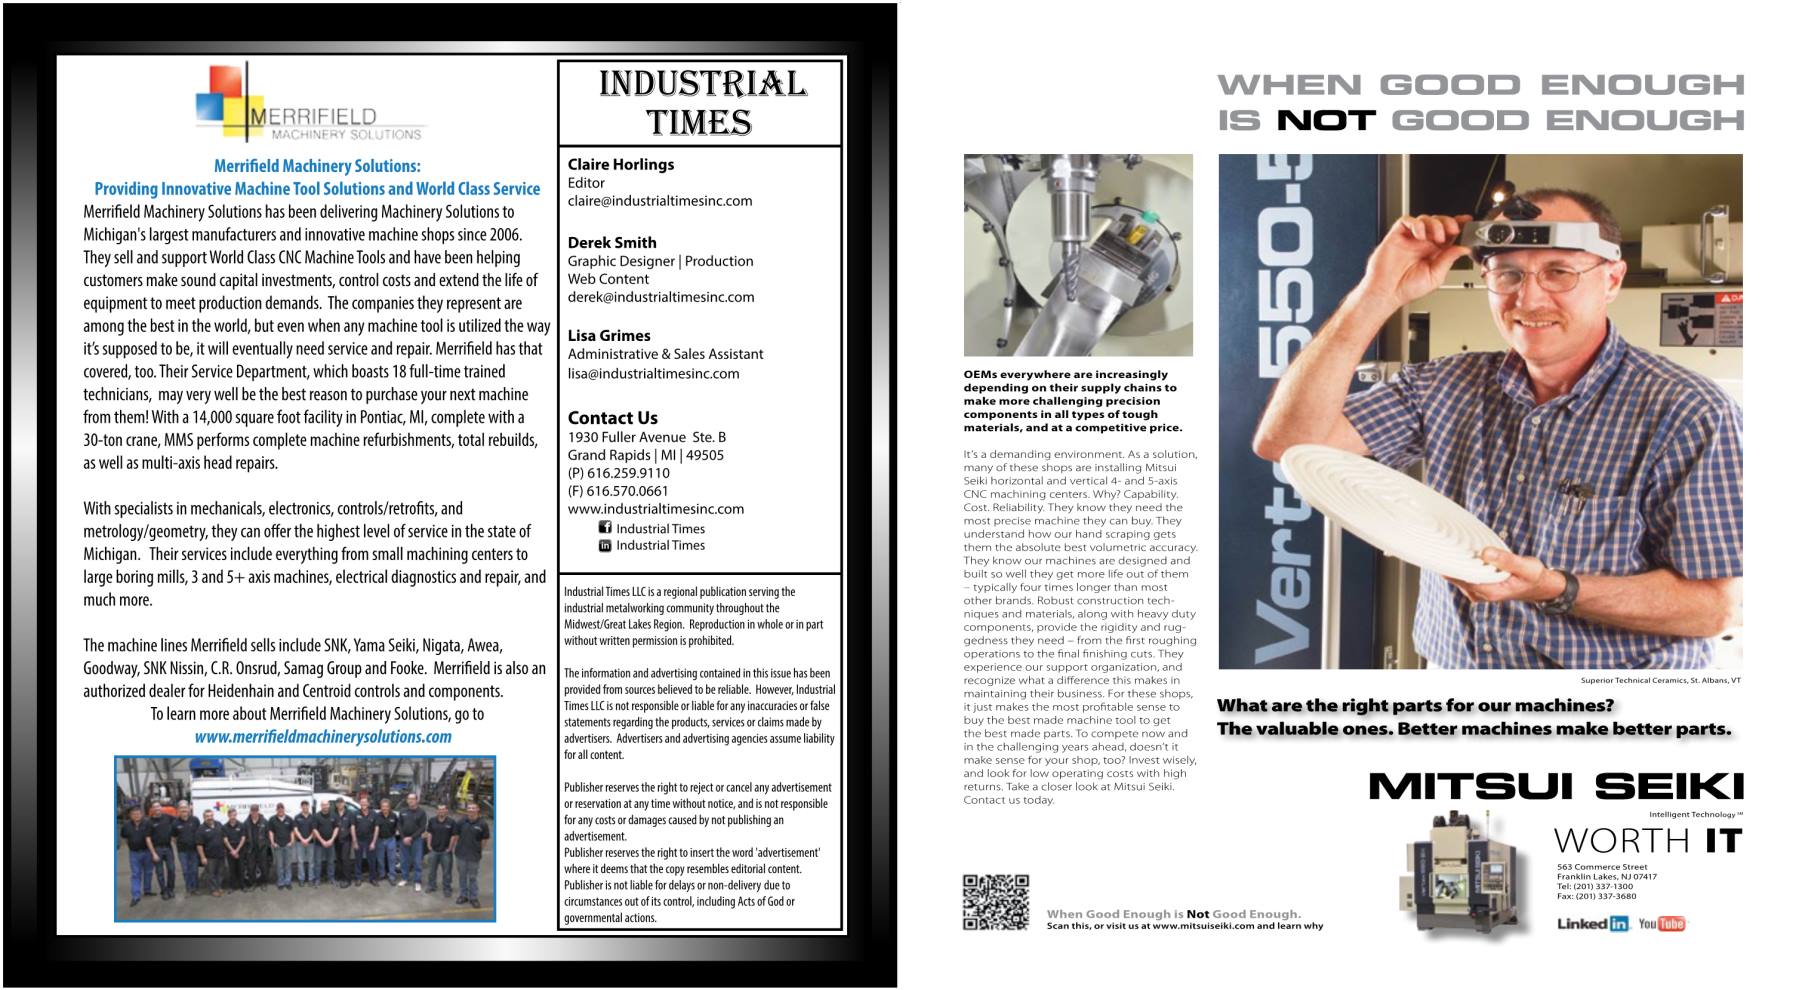 MERRIFIELD
MACHINERY SOLUTIONS
Merrifield Machinery Solutions:
Providing Innovative Machine Tool Solutions and World Class Service
Merrifield Machinery Solutions has been delivering Machinery Solutions to
Michigan's largest manufacturers and innovative machine shops since 2006.
They sell and support World Class CNC Machine Tools and have been helping
customers make sound capital investments, control costs and extend the life of
equipment to meet production demands.  The companies they represent are
among the best in the world, but even when any machine tool is utilized the way
it's supposed to be, it will eventually need service and repair. Merrifield has that
covered, too. Their Service Department, which boasts 18 full-time trained
technicians,  may very well be the best reason to purchase your next machine
from them! With a 14,000 square foot facility in Pontiac, MI, complete with a
30-ton crane, MMS performs complete machine refurbishments, total rebuilds,
as well as multi-axis head repairs.
With specialists in mechanicals, electronics, controls/retrofits, and
metrology/geometry, they can offer the highest level of service in the state of
Michigan.   Their services include everything from small machining centers to
large boring mills, 3 and 5+ axis machines, electrical diagnostics and repair, and
much more.
The machine lines Merrifield sells include SNK, Yama Seiki, Nigata, Awea,
Goodway, SNK Nissin, C.R. Onsrud, Samag Group and Fooke.  Merrifield is also an
authorized dealer for Heidenhain and Centroid controls and components.
To learn more about Merrifield Machinery Solutions, go to
www.merrifieldmachinerysolutions.com
INDUSTRIAL
TIMES
Claire Horlings
Editor
claire@industrialtimesinc.com
Derek Smith
Graphic Designer | Production
Web Content
derek@industrialtimesinc.com
Lisa Grimes
Administrative & Sales Assistant
lisa@industrialtimesinc.com
Contact Us
1930 Fuller Avenue  Ste. B
Grand Rapids | MI | 49505
(P) 616.259.9110
(F) 616.570.0661
www.industrialtimesinc.com
f Industrial Times
in Industrial Times
Industrial Times LLC is a regional publication serving the
industrial metalworking community throughout the
Midwest/Great Lakes Region.  Reproduction in whole or in part
without written permission is prohibited.
The information and advertising contained in this issue has been
provided from sources believed to be reliable.  However, Industrial
Times LLC is not responsible or liable for any inaccuracies or false
statements regarding the products, services or claims made by
advertisers.  Advertisers and advertising agencies assume liability
for all content.
Publisher reserves the right to reject or cancel any advertisement
or reservation at any time without notice, and is not responsible
for any costs or damages caused by not publishing an
advertisement.
Publisher reserves the right to insert the word 'advertisement'
where it deems that the copy resembles editorial content.
Publisher is not liable for delays or non-delivery due to
circumstances out of its control, including Acts of God or
governmental actions.
WHEN GOOD ENOUGH
IS NOT GOOD ENOUGH
OEMs everywhere are increasingly
depending on their supply chains to
make more challenging precision
components in all types of tough
materials, and at a competitive price.
It's a demanding environment. As a solution,
many of these shops are installing Mitsui
Seiki horizontal and vertical 4- and 5-axis
CNC machining centers. Why? Capability.
Cost. Reliability. They know they need the
most precise machine they can buy. They
understand how our hand scraping gets
them the absolute best volumetric accuracy.
They know our machines are designed and
built so well they get more life out of them
– typically four times longer than most
other brands. Robust construction tech-
niques and materials, along with heavy duty
components, provide the rigidity and rug-
gedness they need – from the first roughing
operations to the final finishing cuts. They
experience our support organization, and
recognize what a difference this makes in
maintaining their business. For these shops,
it just makes the most profitable sense to
buy the best made machine tool to get
the best made parts. To compete now and
in the challenging years ahead, doesn't it
make sense for your shop, too? Invest wisely,
and look for low operating costs with high
returns. Take a closer look at Mitsui Seiki.
Contact us today.
Vert 550-5
Superior Technical Ceramics, St. Albans, VT
What are the right parts for our machines?
The valuable ones. Better machines make better parts.
MITSUI SEIKI
Intelligent Technology SM
WORTH IT
563 Commerce Street
Franklin Lakes, NJ 07417
Tel: (201) 337-1300
Fax: (201) 337-3680
MITSUI SEIKI
Linked in
YouTube
When Good Enough is Not Good Enough.
Scan this, or visit us at www.mitsuiseiki.com and learn why